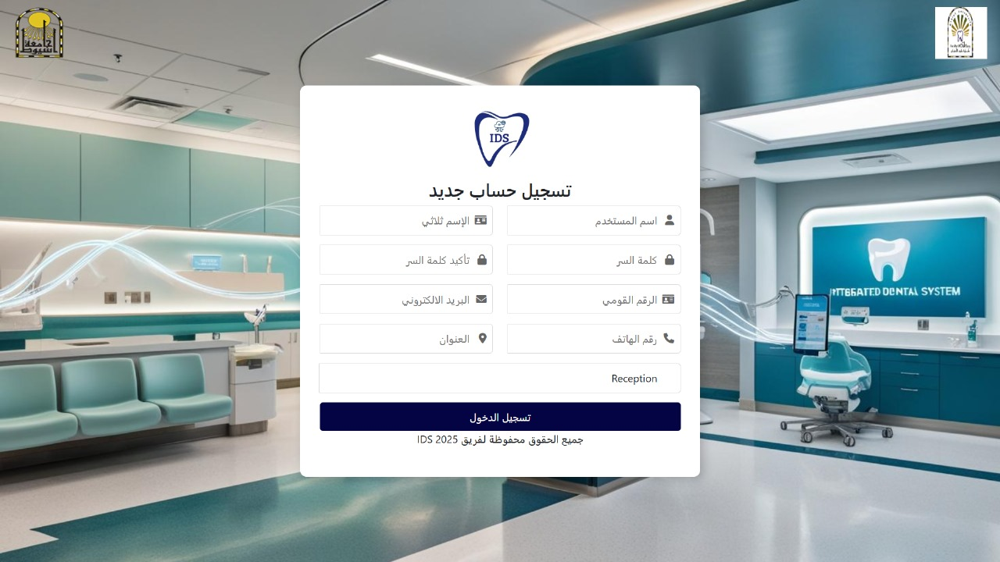 جامعة
أسيوط
IDS
تسجيل حساب جديد
اسم المستخدم
الإسم ثلاثي
كلمة السر
تأكيد كلمة السر
الرقم القومي
البريد الالكتروني
رقم الهاتف
العنوان
Reception
تسجيل الدخول
جميع الحقوق محفوظة لفريق IDS 2025
DENTAL SYSTEM